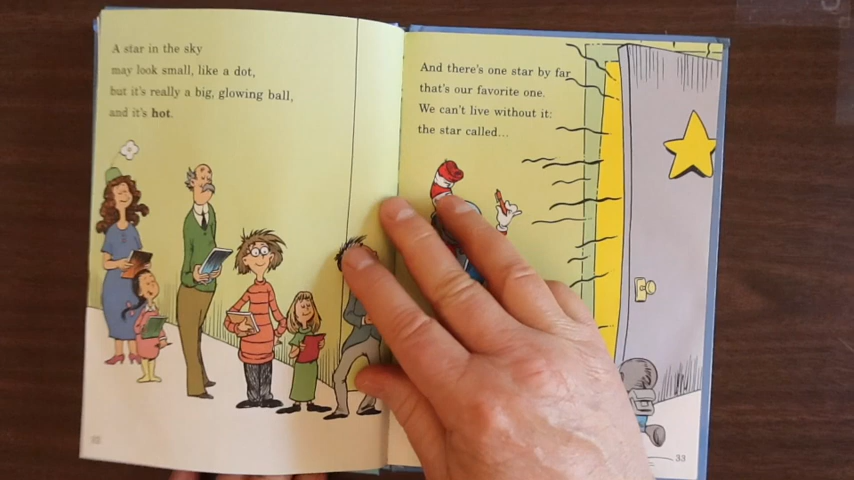 A star in the sky
may look small, like a dot,
but it's really a big, glowing ball,
and it's hot.
And there's one star by far
that's our favorite one.
We can't live without it:
the star called...
33